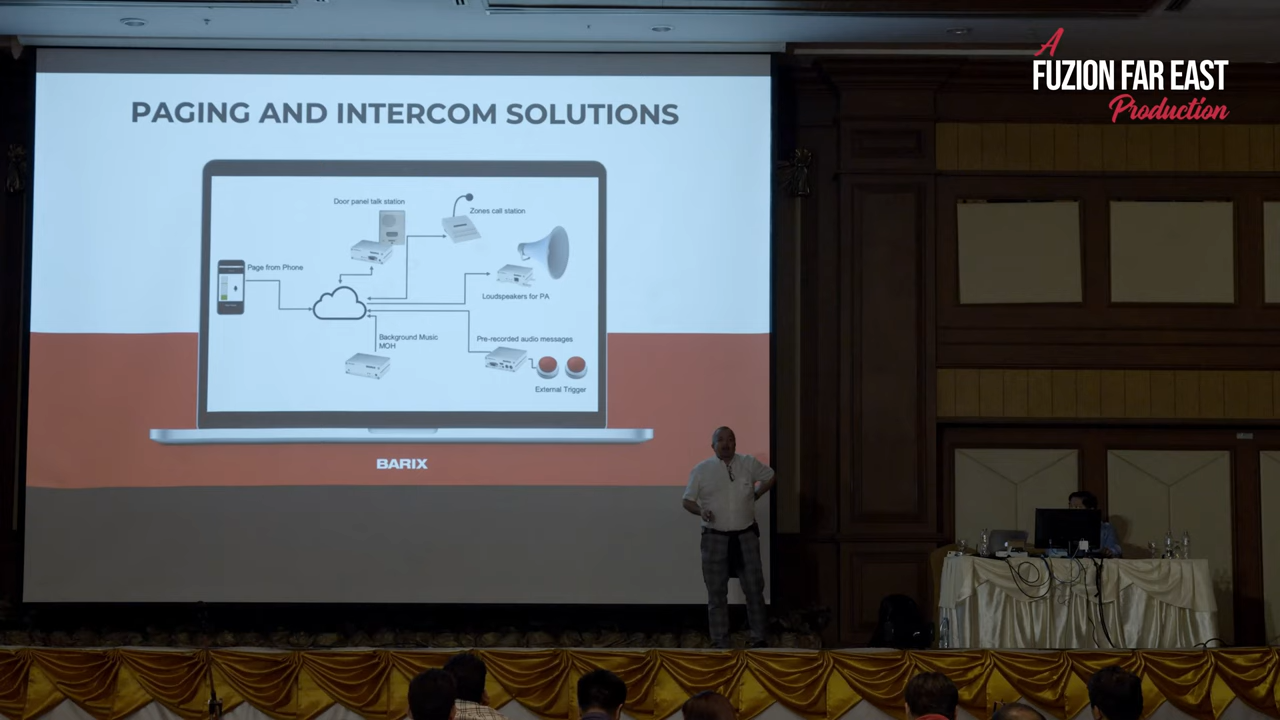 A
FUZION FAR EAST
Production
PAGING AND INTERCOM SOLUTIONS
Door panel talk station
Zones call station
Page from Phone
Loudspeakers for PA
Background Music
MOH
Pre-recorded audio messages
External Trigger
BARIX